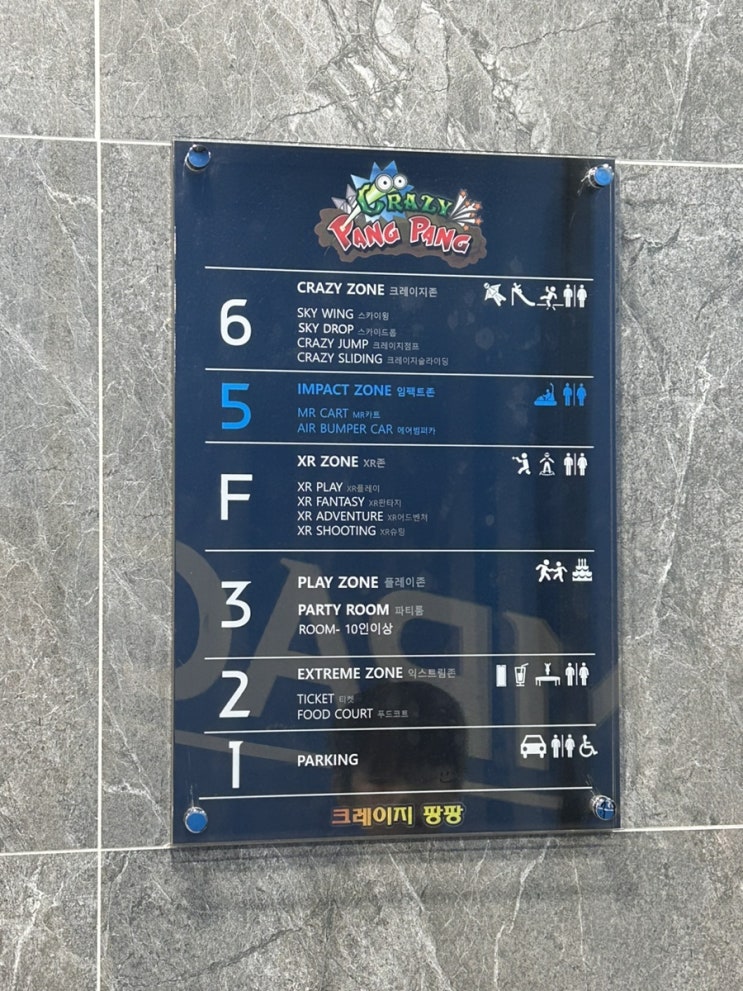 CRAZY
PANG PANG
6
CRAZY ZONE 크레이지존
SKY WING 스카이윙
SKY DROP 스카이드롭
CRAZY JUMP 크레이지점프
CRAZY SLIDING 크레이지슬라이딩
5
IMPACT ZONE 임팩트존
MR CART MR카트
AIR BUMPER CAR 에어범퍼카
F
XR ZONE XR존
XR PLAY XR플레이
XR FANTASY XR판타지
XR ADVENTURE XR어드벤쳐
XR SHOOTING XR슈팅
3
PLAY ZONE 플레이존
PARTY ROOM 파티룸
ROOM- 10인이상
2
EXTREME ZONE 익스트림존
TICKET 티켓
FOOD COURT 푸드코트
1
PARKING
크레이지 팡팡